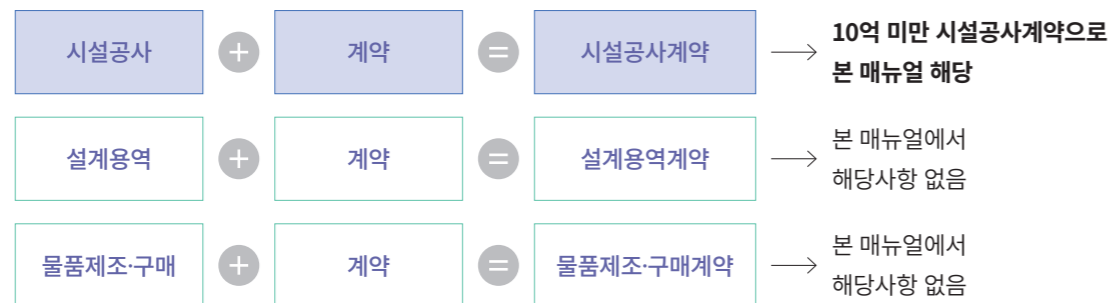 시설공사 + 계약 = 시설공사계약 → 10억 미만 시설공사계약으로
본 매뉴얼 해당
설계용역 + 계약 = 설계용역계약 → 본 매뉴얼에서
해당사항 없음
물품제조·구매 + 계약 = 물품제조·구매계약 → 본 매뉴얼에서
해당사항 없음